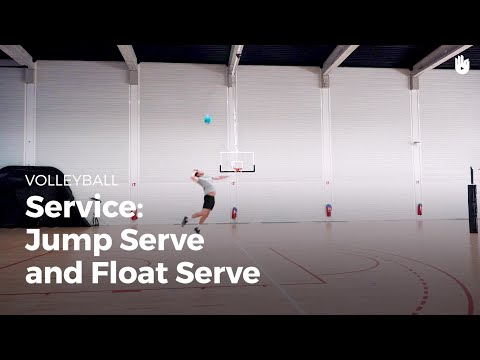 VOLLEYBALL
Service:
Jump Serve
and Float Serve